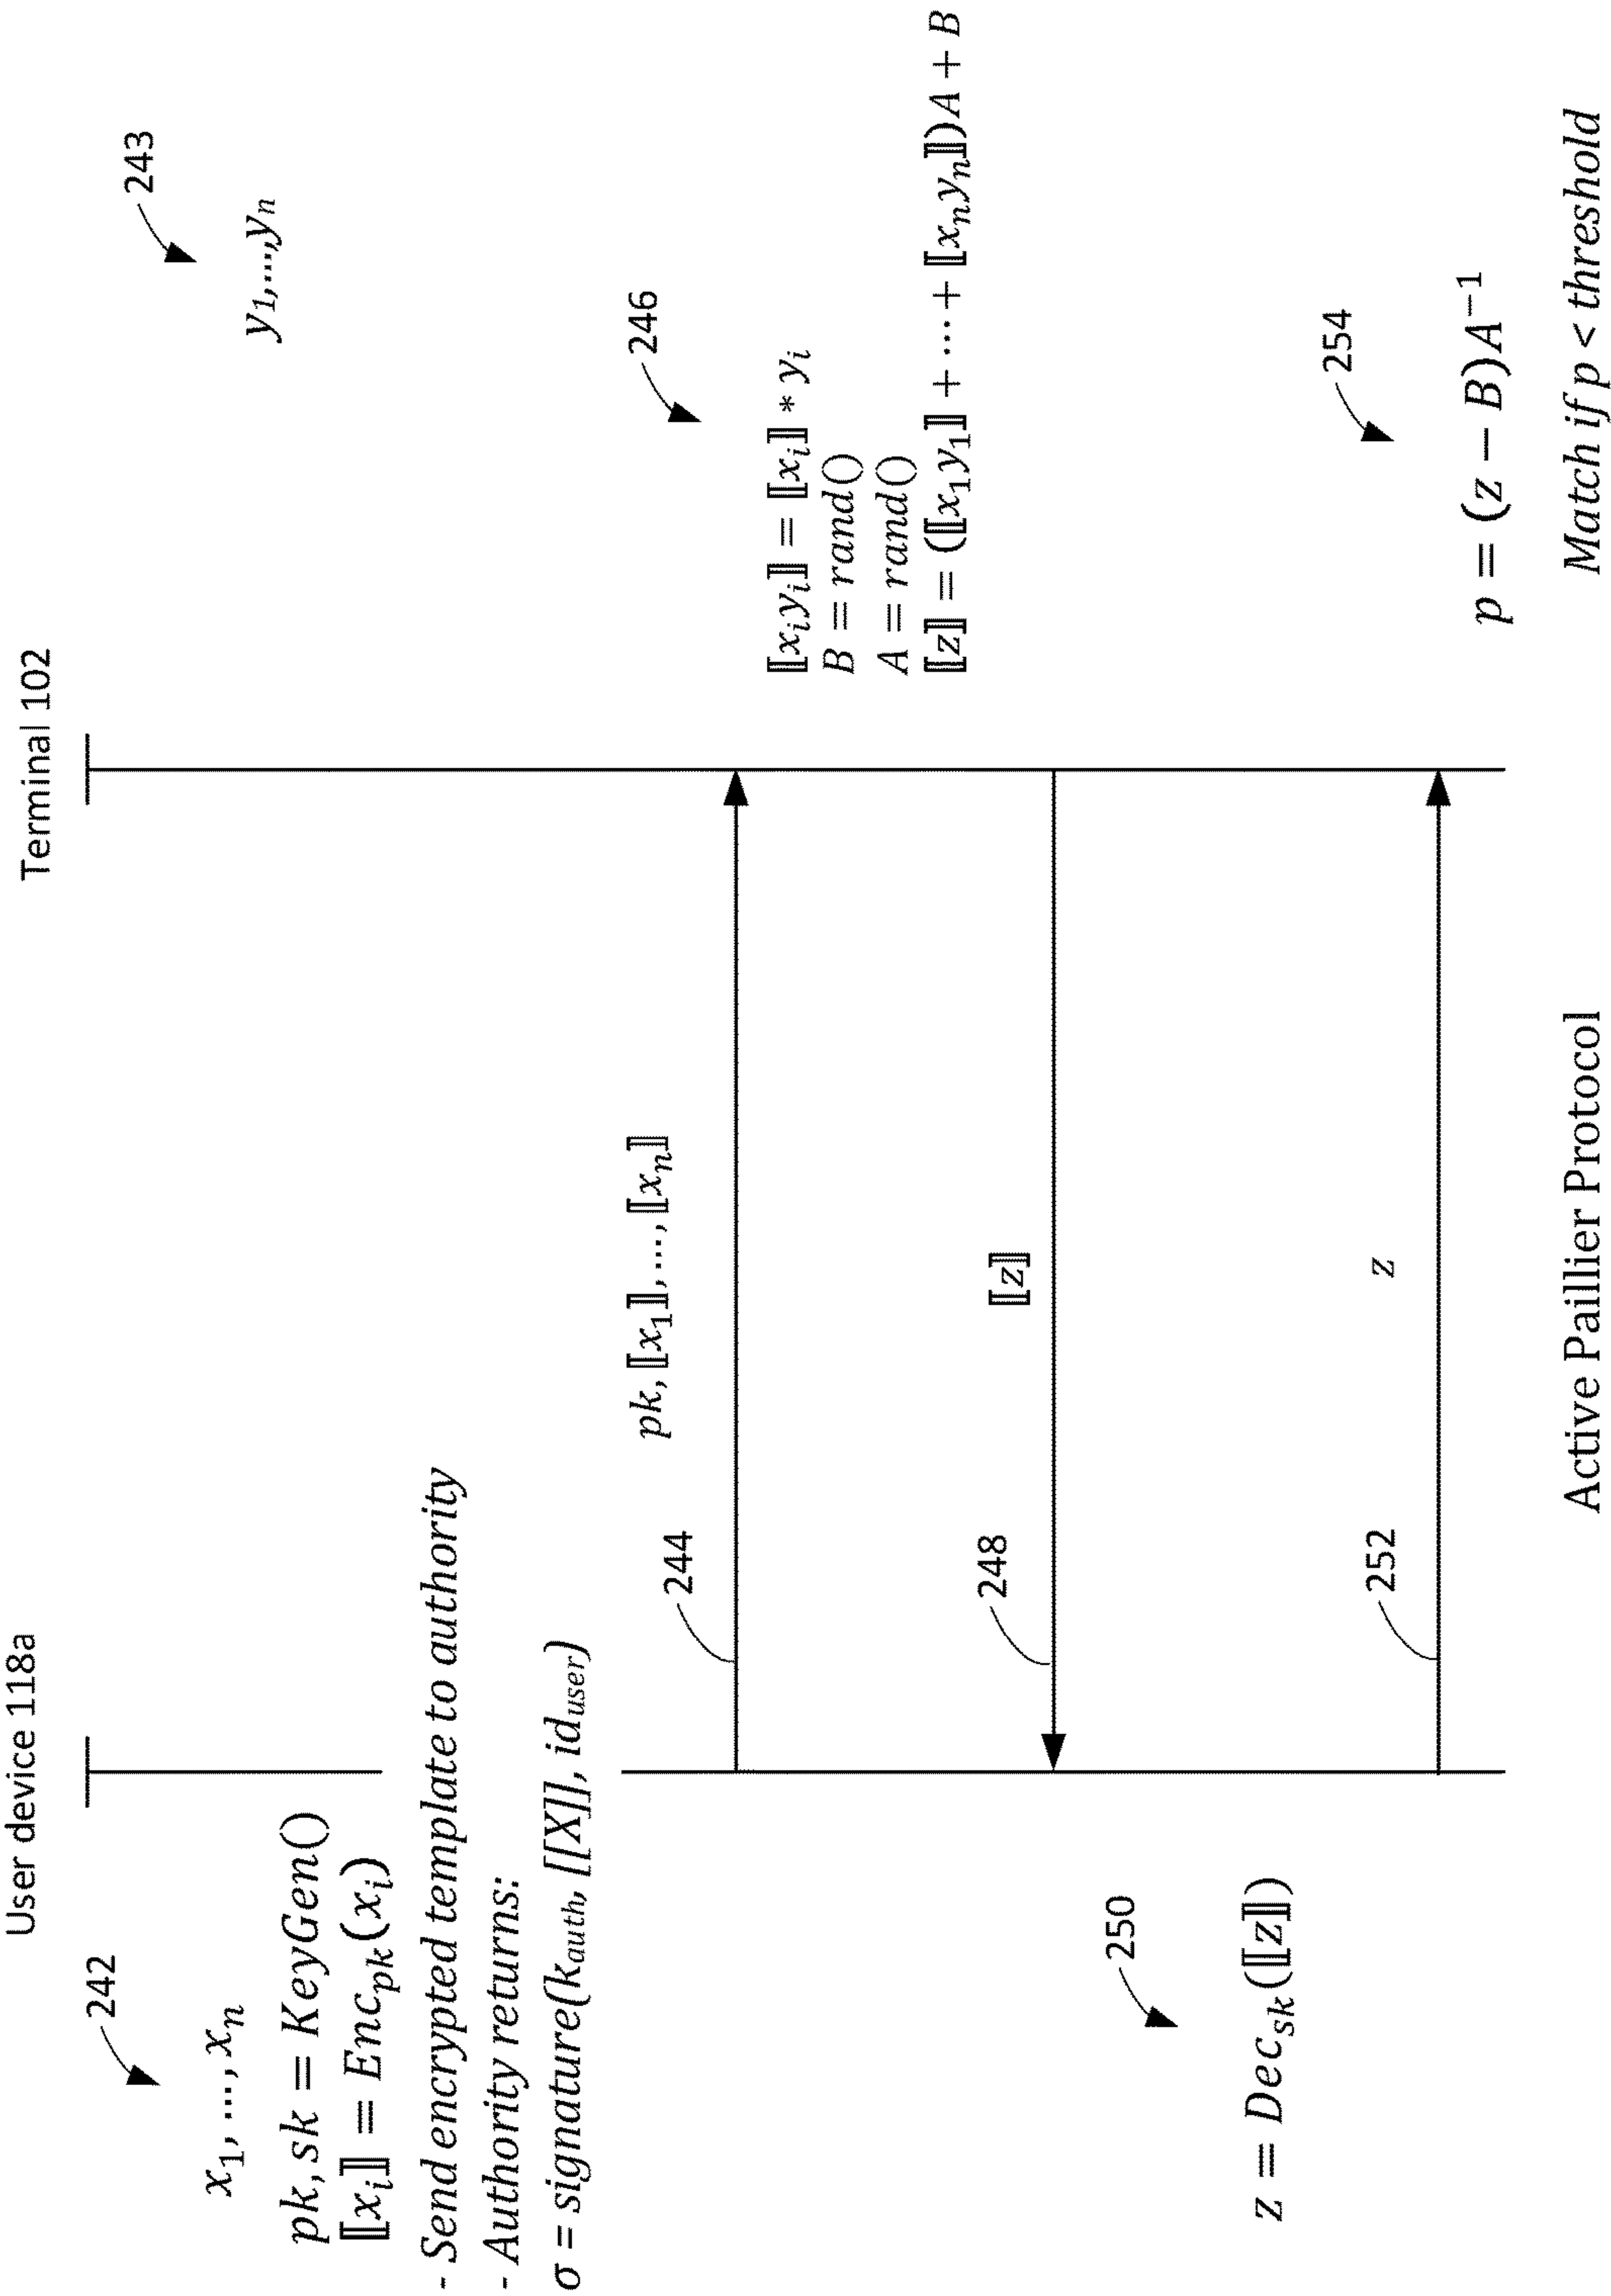 User device 118a
Terminal 102
242
243
x₁, …, xₙ
y₁,…,yₙ
pk, sk = KeyGen()
⟦xᵢ⟧ = Encₚₖ(xᵢ)
- Send encrypted template to authority
- Authority returns:
σ = signature(k_auth, [[X]], id_user)
244
pk, ⟦x₁⟧, …, ⟦xₙ⟧
246
⟦xᵢyᵢ⟧ = ⟦xᵢ⟧ * yᵢ
B = rand()
A = rand()
⟦z⟧ = (⟦x₁y₁⟧ + ⋯ + ⟦xₙyₙ⟧)A + B
248
⟦z⟧
250
z = Dec_sk(⟦z⟧)
252
z
254
p = (z − B)A⁻¹
Match if p < threshold
Active Paillier Protocol